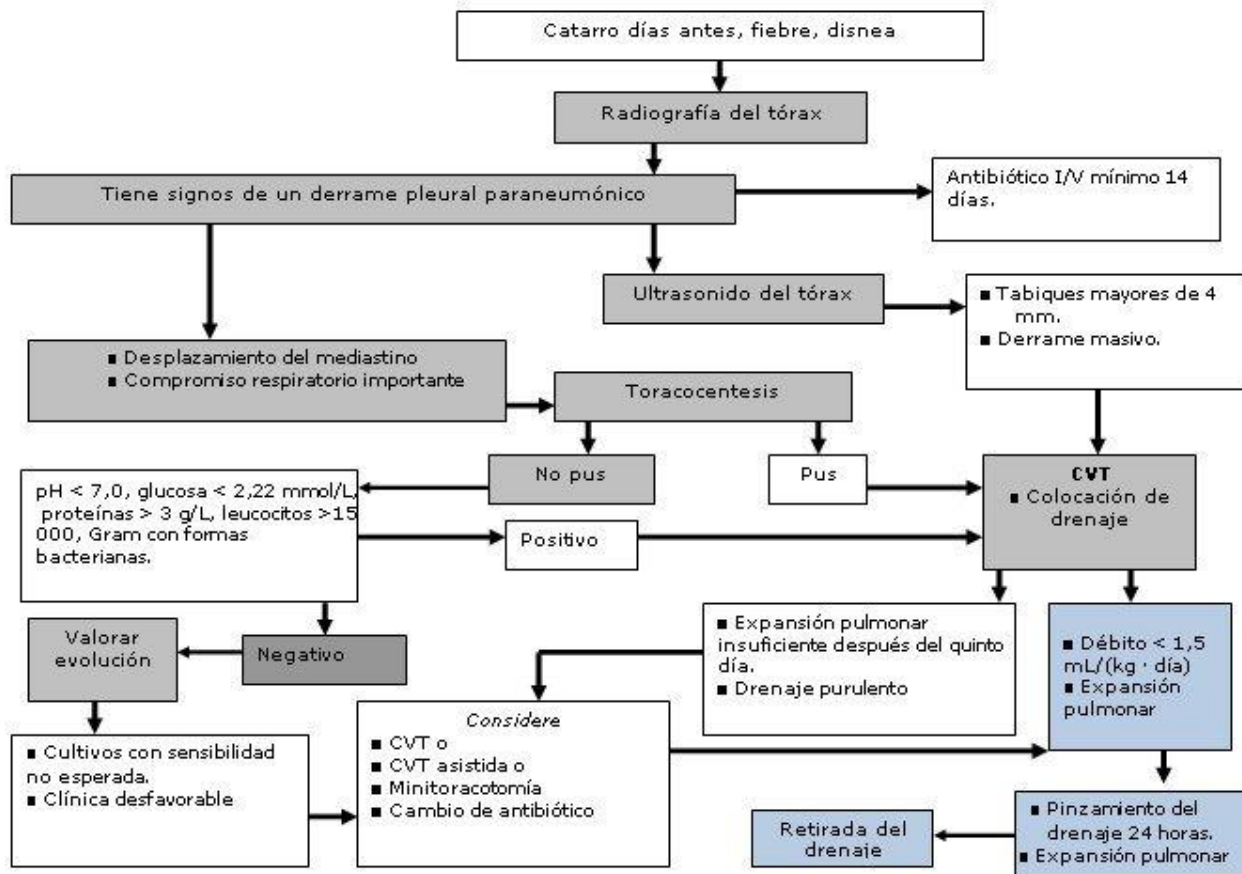 Catarro días antes, fiebre, disnea
Radiografía del tórax
Tiene signos de un derrame pleural paraneumónico
Antibiótico I/V mínimo 14
días.
Ultrasonido del tórax
■ Tabiques mayores de 4
mm.
■ Derrame masivo.
■ Desplazamiento del mediastino
■ Compromiso respiratorio importante
Toracocentesis
No pus
Pus
CVT
■ Colocación de
drenaje
pH < 7,0, glucosa < 2,22 mmol/L,
proteínas > 3 g/L, leucocitos >15
000, Gram con formas
bacterianas.
Positivo
Valorar
evolución
Negativo
■ Expansión pulmonar
insuficiente después del quinto
día.
■ Drenaje purulento
■ Débito < 1,5
mL/(kg · día)
■ Expansión
pulmonar
■ Cultivos con sensibilidad
no esperada.
■ Clínica desfavorable
Considere
■ CVT o
■ CVT asistida o
■ Minitoracotomía
■ Cambio de antibiótico
Retirada del
drenaje
■ Pinzamiento del
drenaje 24 horas.
■ Expansión pulmonar